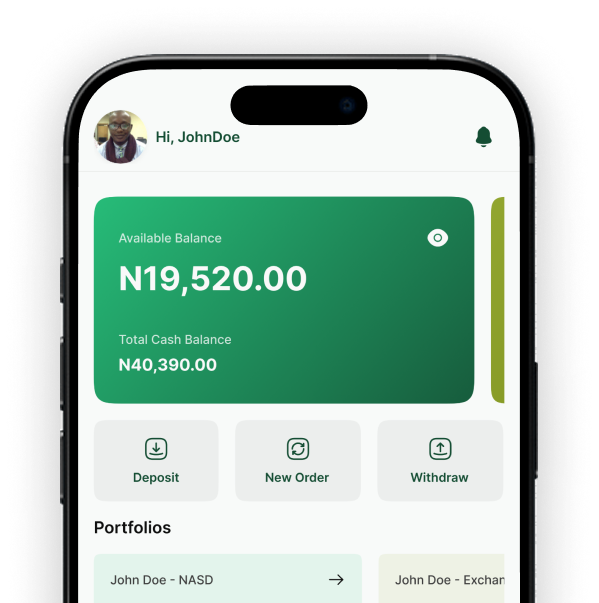 Hi, JohnDoe
Available Balance
N19,520.00
Total Cash Balance
N40,390.00
Deposit
New Order
Withdraw
Portfolios
John Doe - NASD
John Doe - Exchan